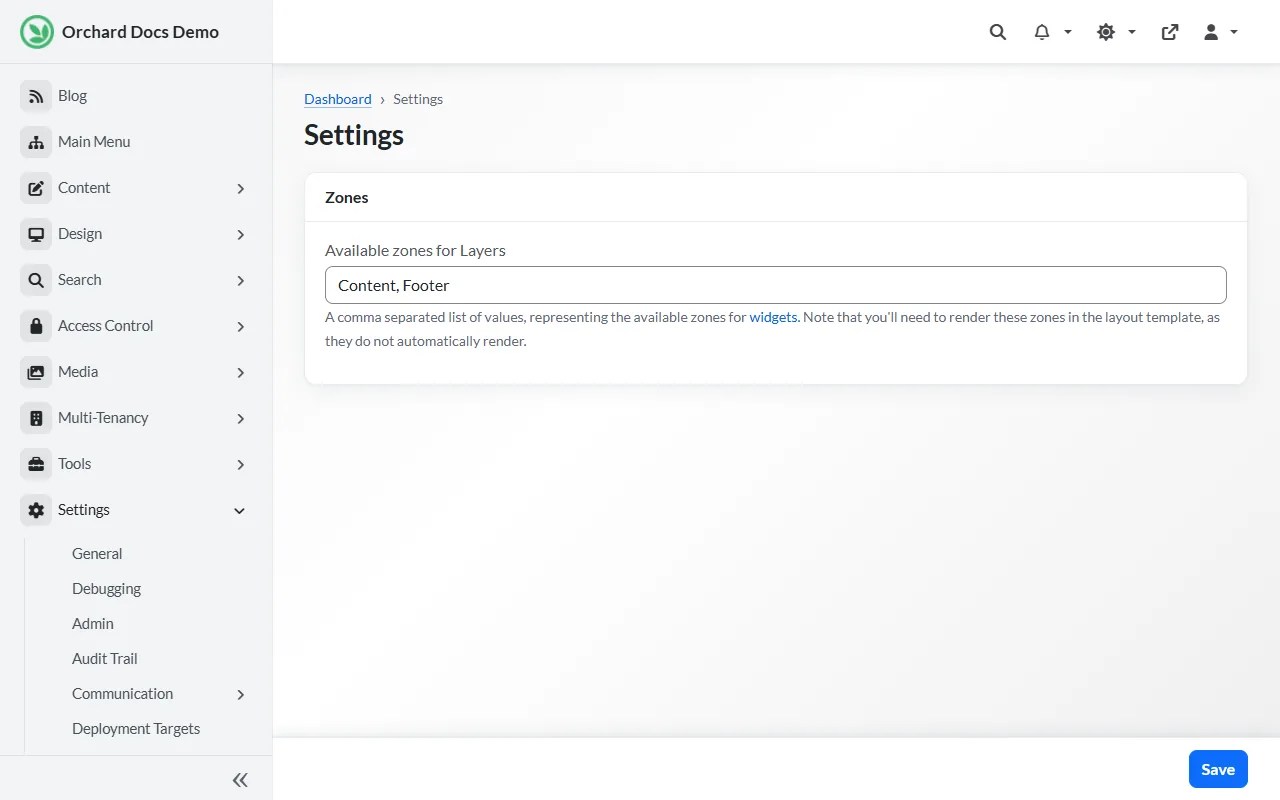 Orchard Docs Demo
Blog
Main Menu
Content
Design
Search
Access Control
Media
Multi-Tenancy
Tools
Settings
General
Debugging
Admin
Audit Trail
Communication
Deployment Targets
Dashboard › Settings
Settings
Zones
Available zones for Layers
Content, Footer
A comma separated list of values, representing the available zones for widgets. Note that you'll need to render these zones in the layout template, as
they do not automatically render.
Save